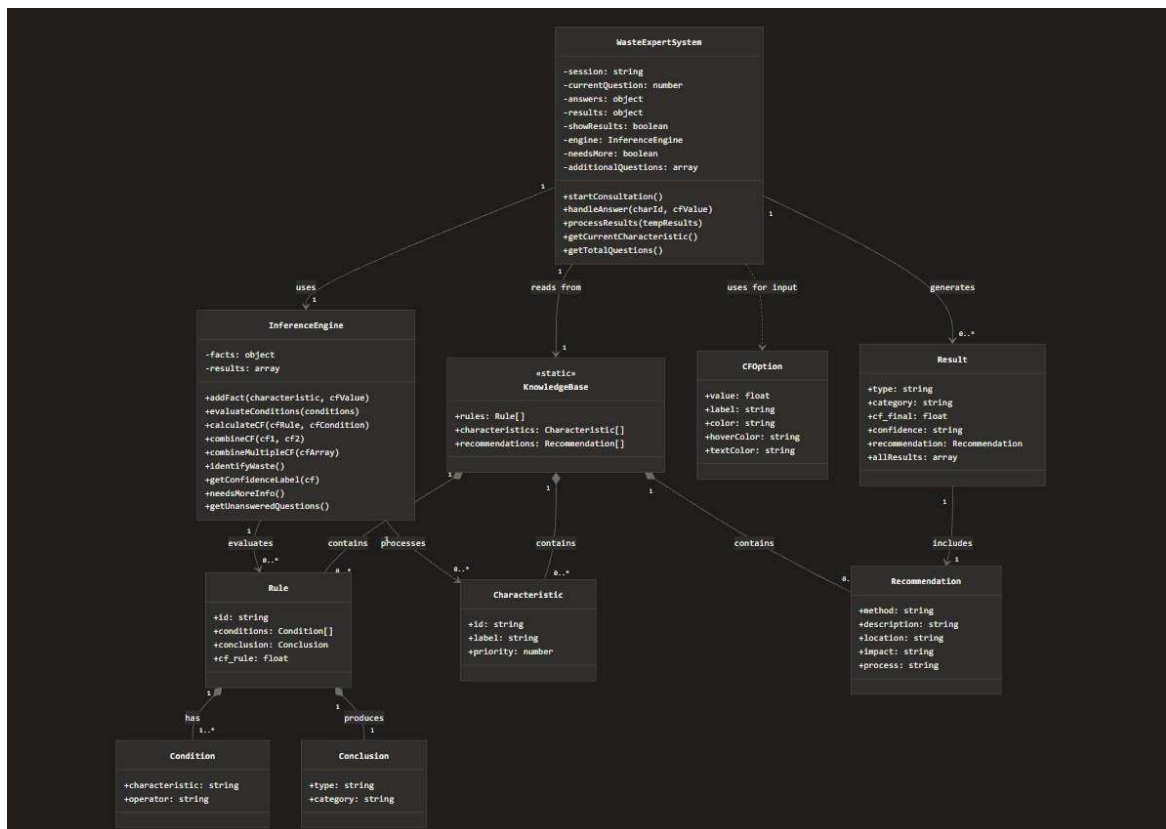 WasteExpertSystem
-session: string
-currentQuestion: number
-answers: object
-results: object
-showResults: boolean
-engine: InferenceEngine
-needsMore: boolean
-additionalQuestions: array
+startConsultation()
+handleAnswer(charId, cfValue)
+processResults(tempResults)
+getCurrentCharacteristic()
+getTotalQuestions()
1
1
1
uses
reads from
uses for input
generates
1
1
0..*
InferenceEngine
-facts: object
-results: array
+addFact(characteristic, cfValue)
+evaluateConditions(conditions)
+calculateCF(cfRule, cfCondition)
+combineCF(cf1, cf2)
+combineMultipleCF(cfArray)
+identifyWaste()
+getConfidenceLabel(cf)
+needsMoreInfo()
+getUnansweredQuestions()
«static»
KnowledgeBase
+rules: Rule[]
+characteristics: Characteristic[]
+recommendations: Recommendation[]
CFOption
+value: float
+label: string
+color: string
+hoverColor: string
+textColor: string
Result
+type: string
+category: string
+cf_final: float
+confidence: string
+recommendation: Recommendation
+allResults: array
1
1
1
1
1
1
evaluates
contains
processes
contains
contains
includes
0..*
0..*
0..*
0..*
0.
1
Rule
+id: string
+conditions: Condition[]
+conclusion: Conclusion
+cf_rule: float
Characteristic
+id: string
+label: string
+priority: number
Recommendation
+method: string
+description: string
+location: string
+impact: string
+process: string
1
1
has
produces
1..*
1
Condition
+characteristic: string
+operator: string
Conclusion
+type: string
+category: string